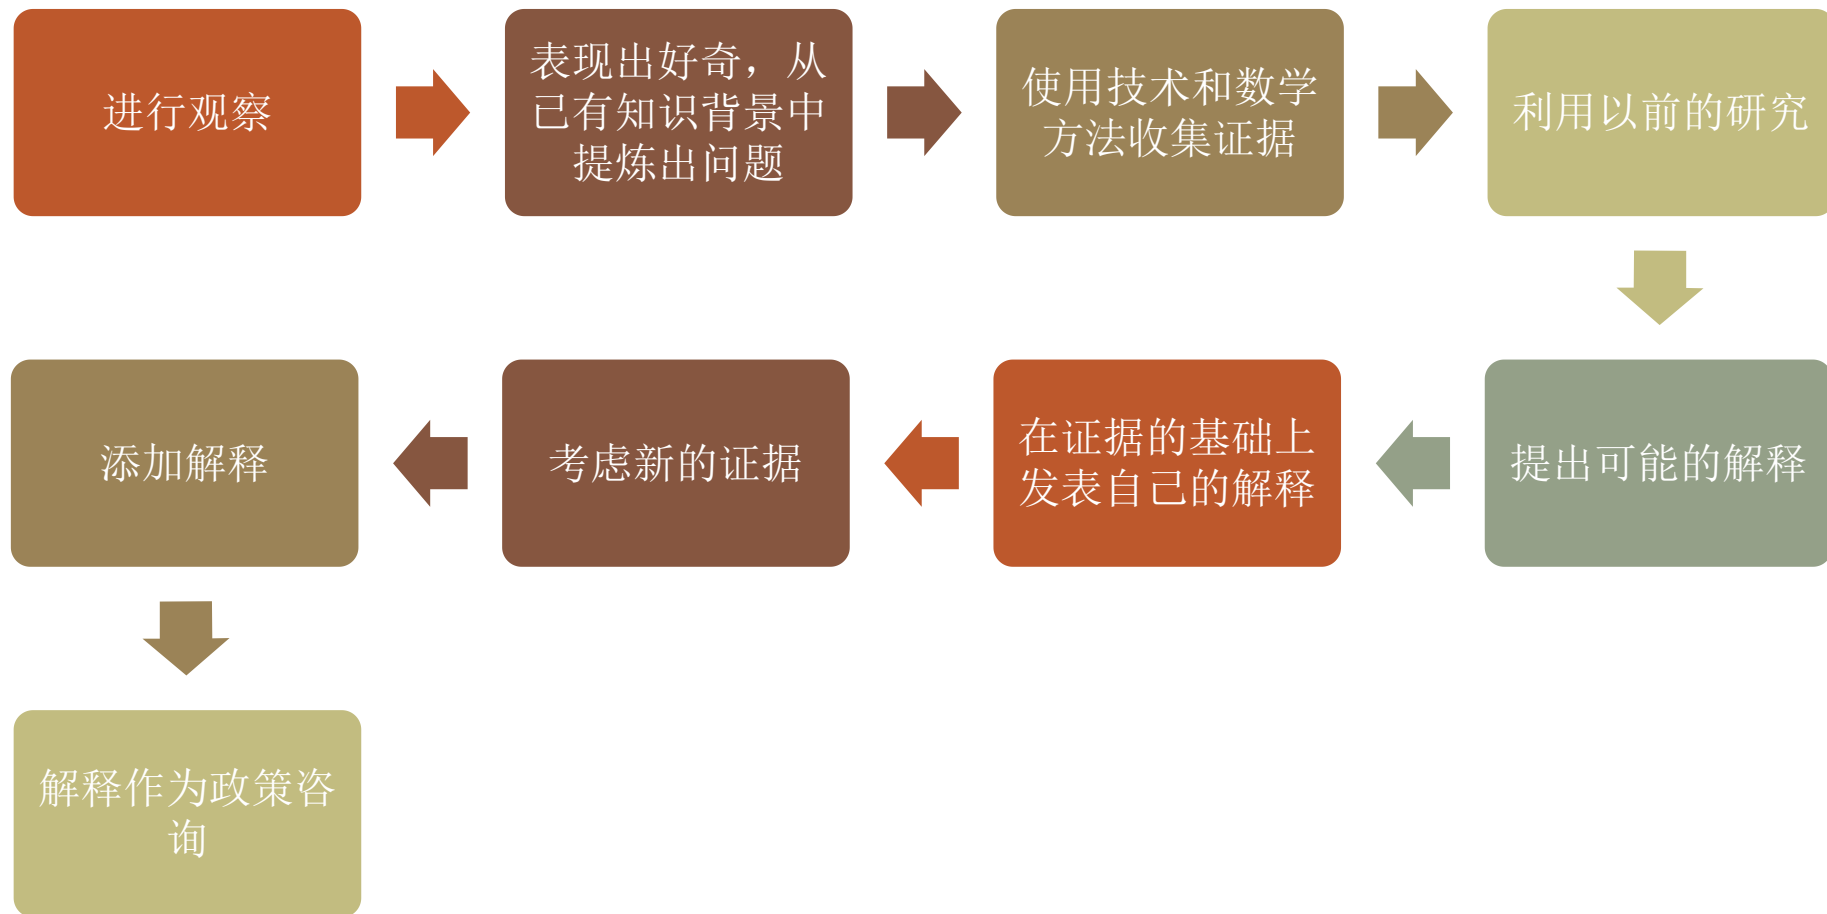 进行观察
表现出好奇，从
已有知识背景中
提炼出问题
使用技术和数学
方法收集证据
利用以前的研究
提出可能的解释
在证据的基础上
发表自己的解释
考虑新的证据
添加解释
解释作为政策咨
询